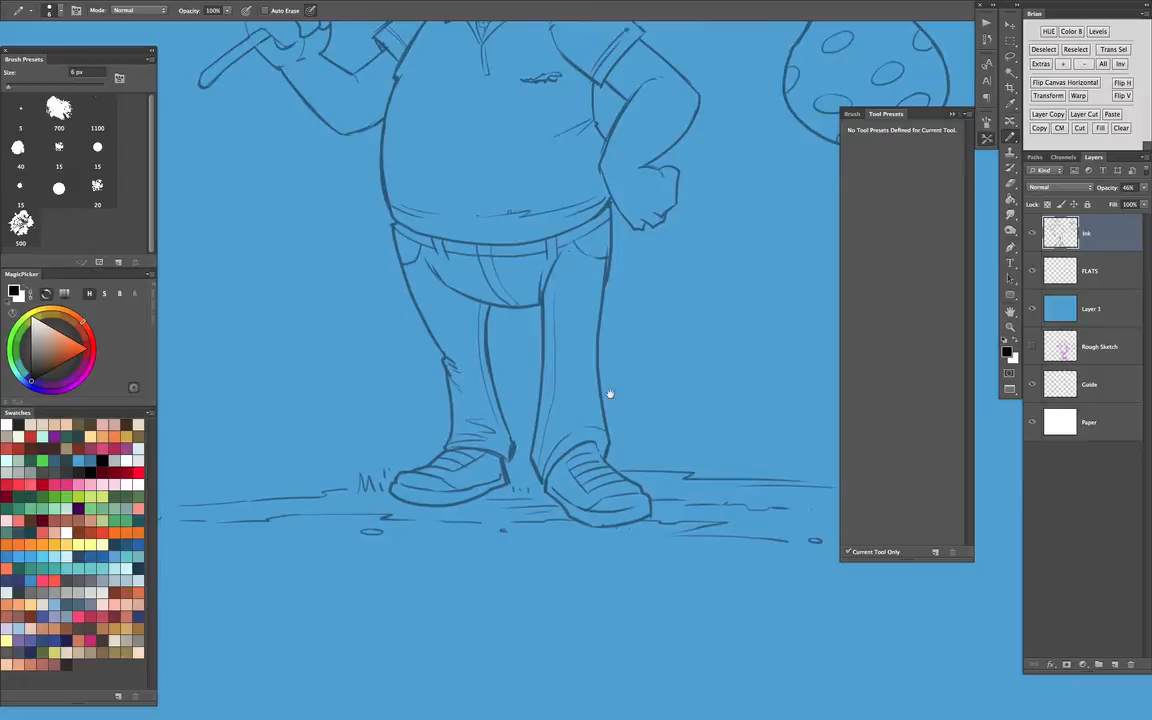 6
Mode: Normal
Opacity: 100%
Auto Erase
Brush Presets
Size:
6 px
5
700
1100
40
15
15
15
20
500
MagicPicker
H
S
B
R
Swatches
Brush
Tool Presets
No Tool Presets Defined for Current Tool.
Current Tool Only
Brian
HUE
Color B
Levels
Deselect
Reselect
Trans Sel
Extras
+
-
All
Inv
Flip Canvas Horizontal
Flip H
Transform
Warp
Flip V
Layer Copy
Layer Cut
Paste
Copy
CM
Cut
Fill
Clear
Paths
Channels
Layers
Kind
Normal
Opacity: 46%
Lock:
Fill: 100%
Ink
FLATS
Layer 1
Rough Sketch
Guide
Paper